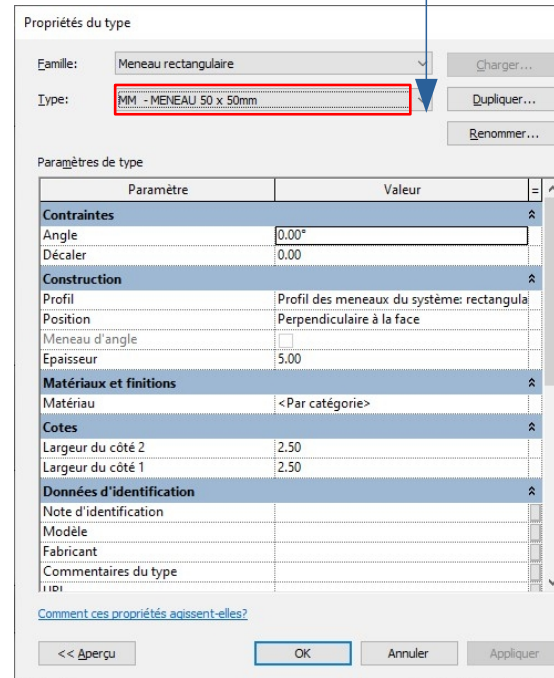 Propriétés du type
Famille: Meneau rectangulaire Charger...
Type: MM - MENEAU 50 x 50mm Dupliquer...
Renommer...
Paramètres de type
Paramètre Valeur =
Contraintes
Angle 0.00°
Décaler 0.00
Construction
Profil Profil des meneaux du système: rectangula
Position Perpendiculaire à la face
Meneau d'angle
Epaisseur 5.00
Matériaux et finitions
Matériau <Par catégorie>
Cotes
Largeur du côté 2 2.50
Largeur du côté 1 2.50
Données d'identification
Note d'identification
Modèle
Fabricant
Commentaires du type
URL
Comment ces propriétés agissent-elles?
<< Aperçu OK Annuler Appliquer